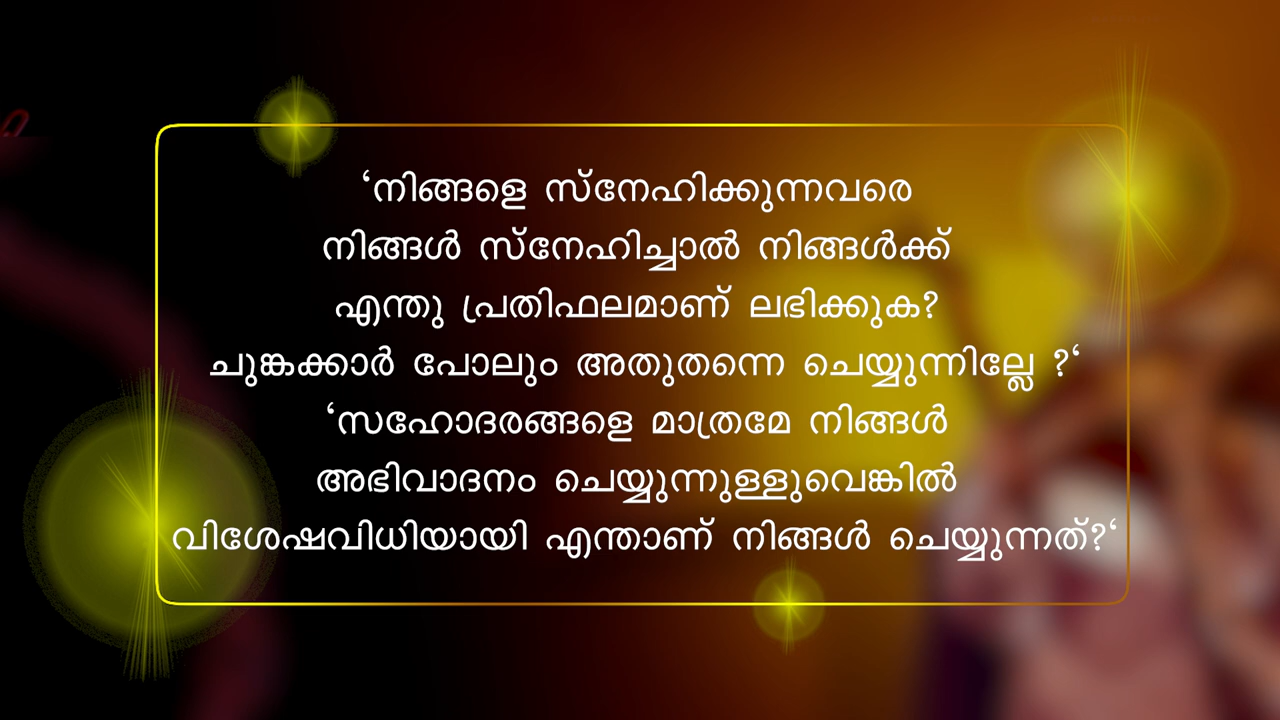 ‘നിങ്ങളെ സ്നേഹിക്കുന്നവരെ
നിങ്ങൾ സ്നേഹിച്ചാൽ നിങ്ങൾക്ക്
എന്തു പ്രതിഫലമാണ് ലഭിക്കുക?
ചുങ്കക്കാർ പോലും അതുതന്നെ ചെയ്യുന്നില്ലേ ?‘
‘സഹോദരങ്ങളെ മാത്രമേ നിങ്ങൾ
അഭിവാദനം ചെയ്യുന്നുള്ളുവെങ്കിൽ
വിശേഷവിധിയായി എന്താണ് നിങ്ങൾ ചെയ്യുന്നത്?‘